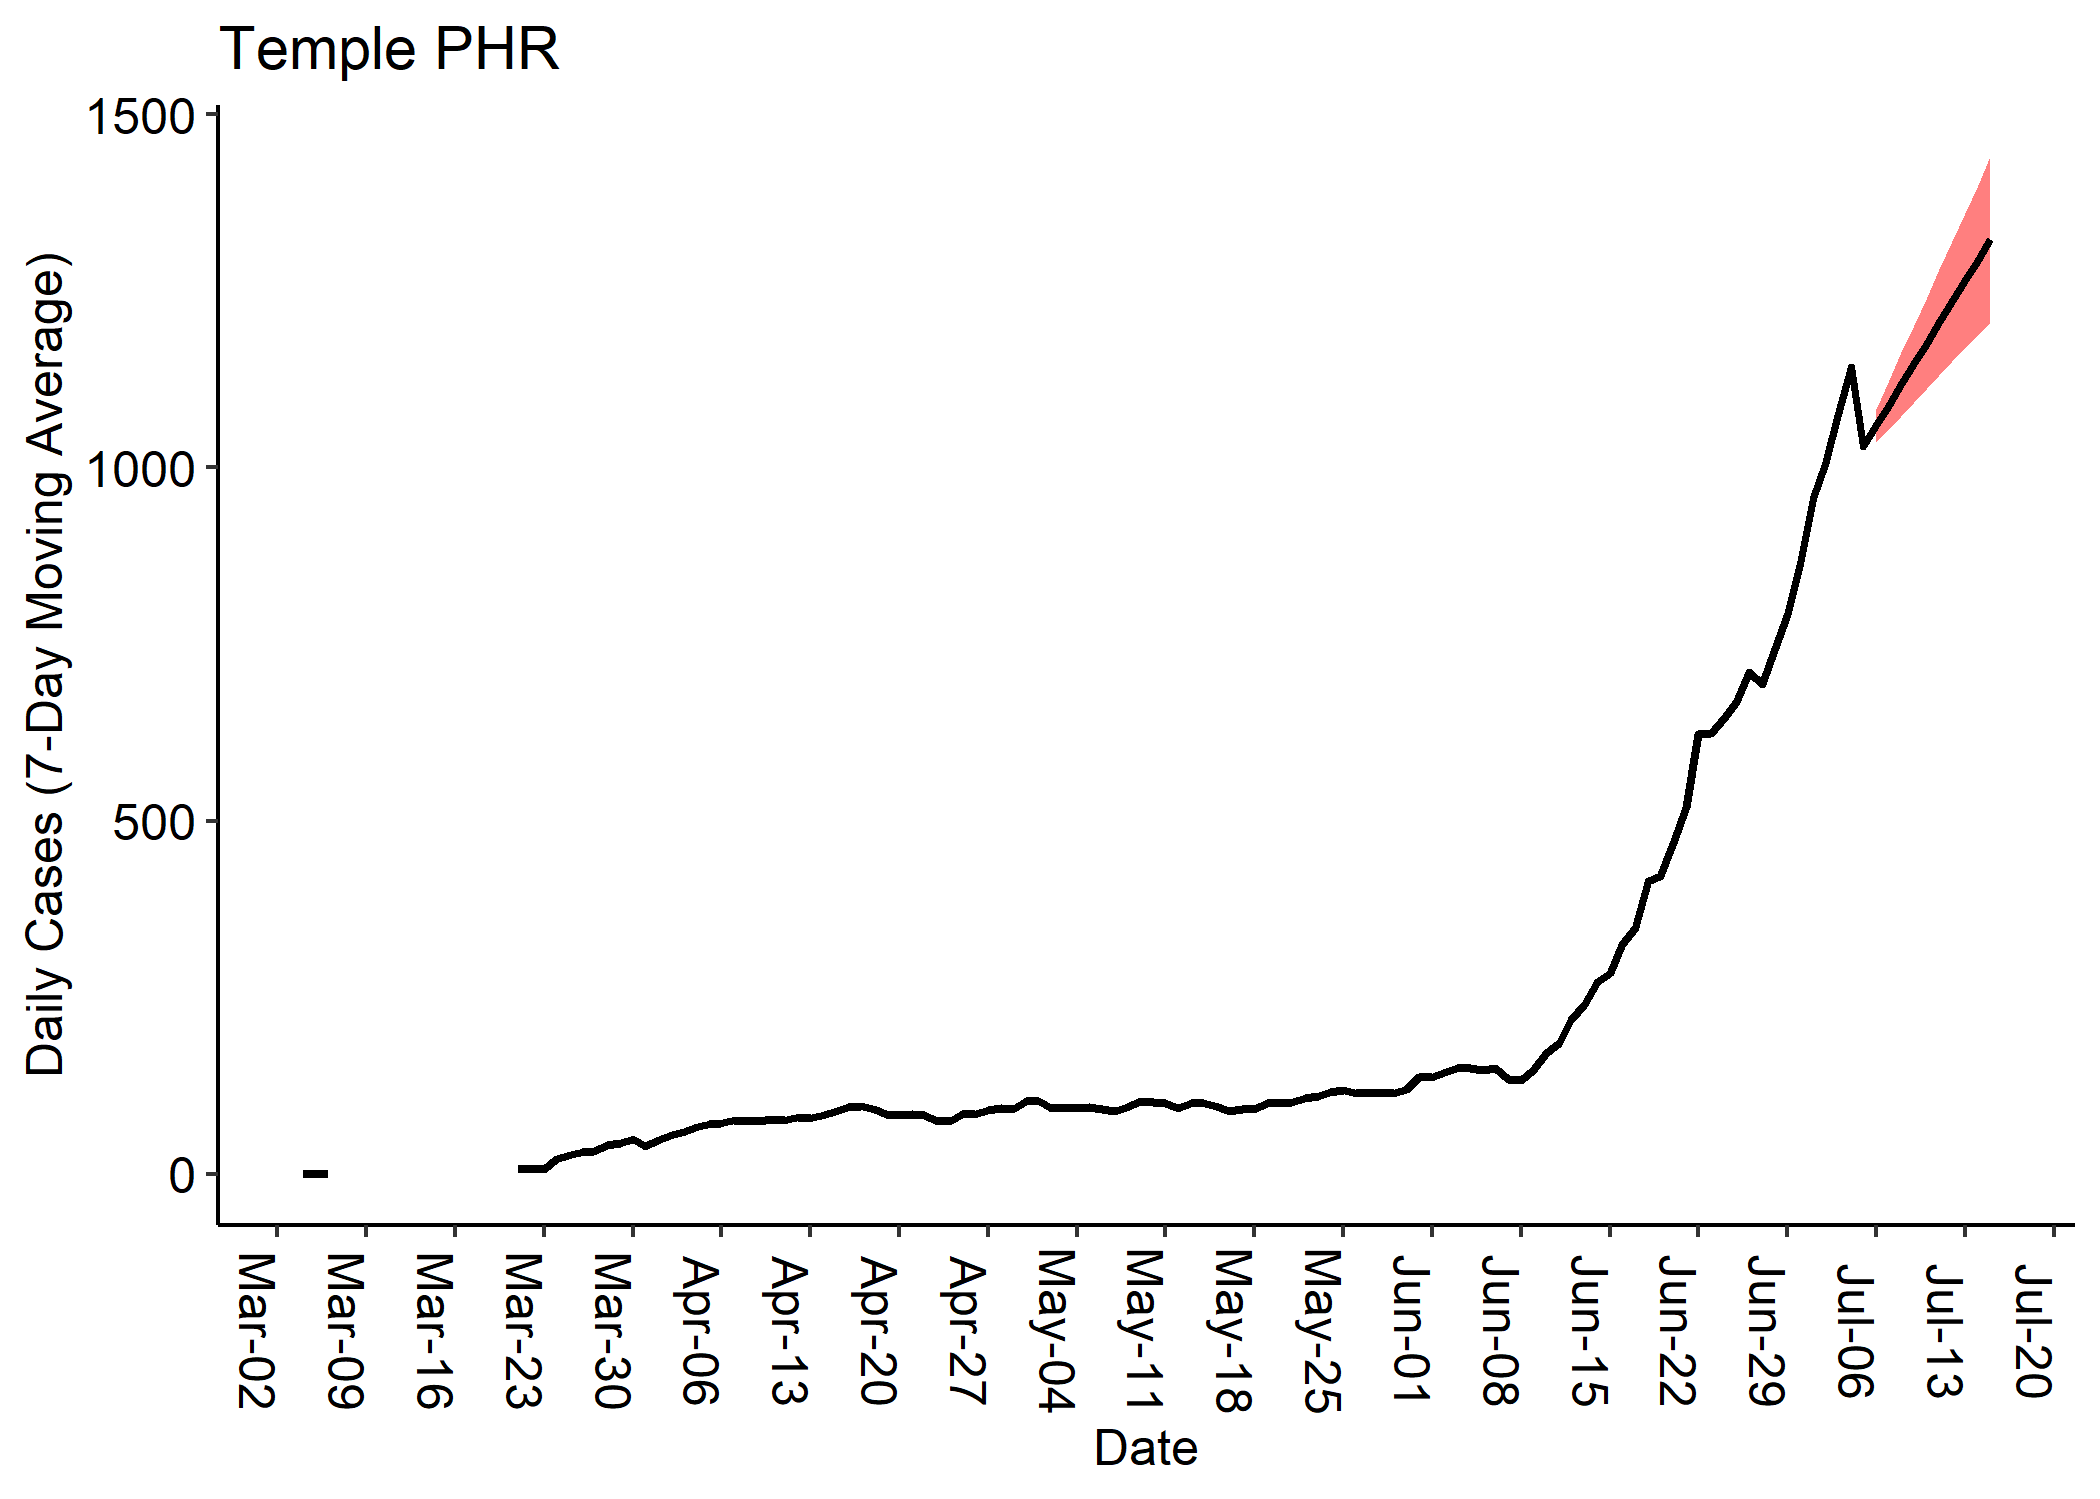 Temple PHR
1500
1000
500
0
Daily Cases (7-Day Moving Average)
Mar-02
Mar-09
Mar-16
Mar-23
Mar-30
Apr-06
Apr-13
Apr-20
Apr-27
May-04
May-11
May-18
May-25
Jun-01
Jun-08
Jun-15
Jun-22
Jun-29
Jul-06
Jul-13
Jul-20
Date